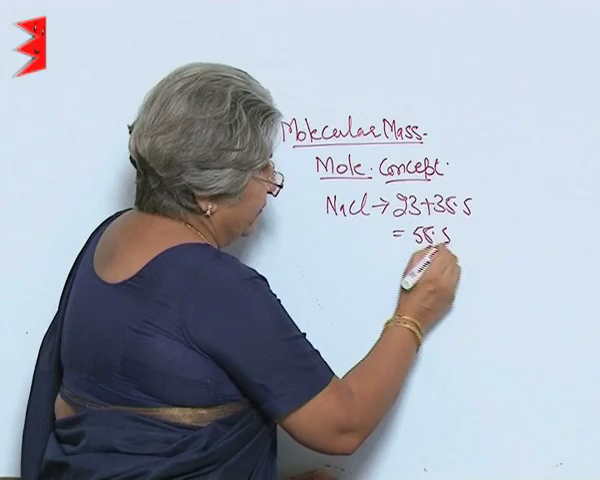 Molecular Mass.
Mole. Concept.
NaCl → 23+35.5
= 58.5